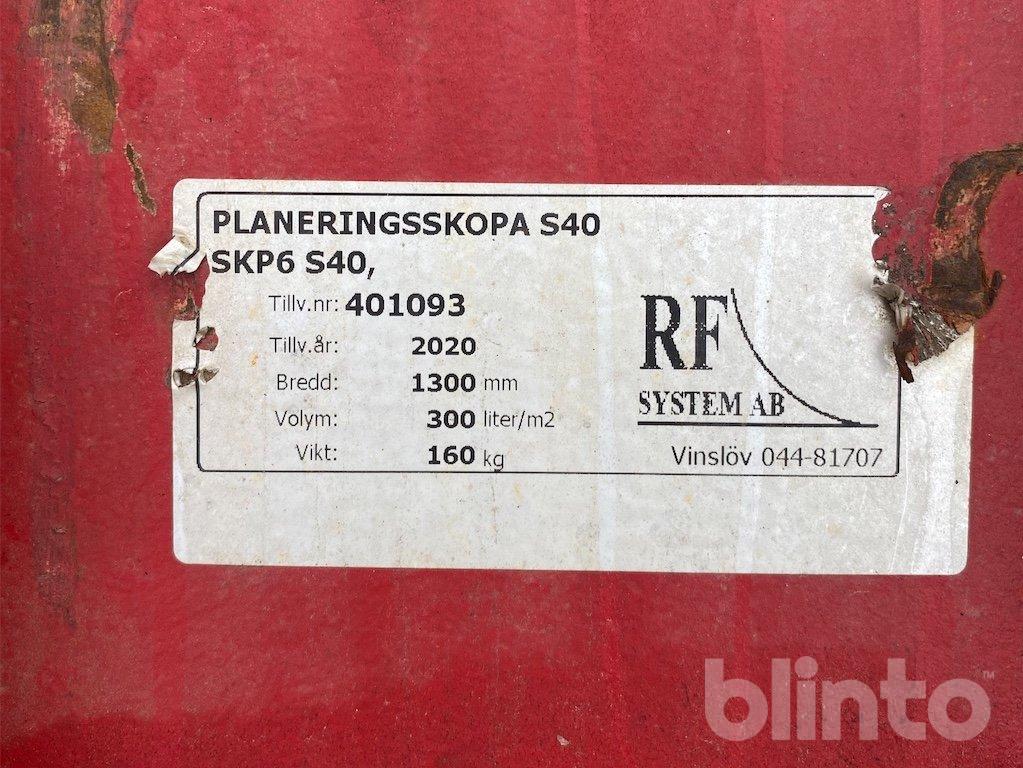 PLANERINGSSKOPA S40
SKP6 S40,
Tillv.nr: 401093
Tillv.år: 2020
Bredd: 1300 mm
Volym: 300 liter/m2
Vikt: 160 kg
RF
SYSTEM AB
Vinslöv 044-81707
blinto™